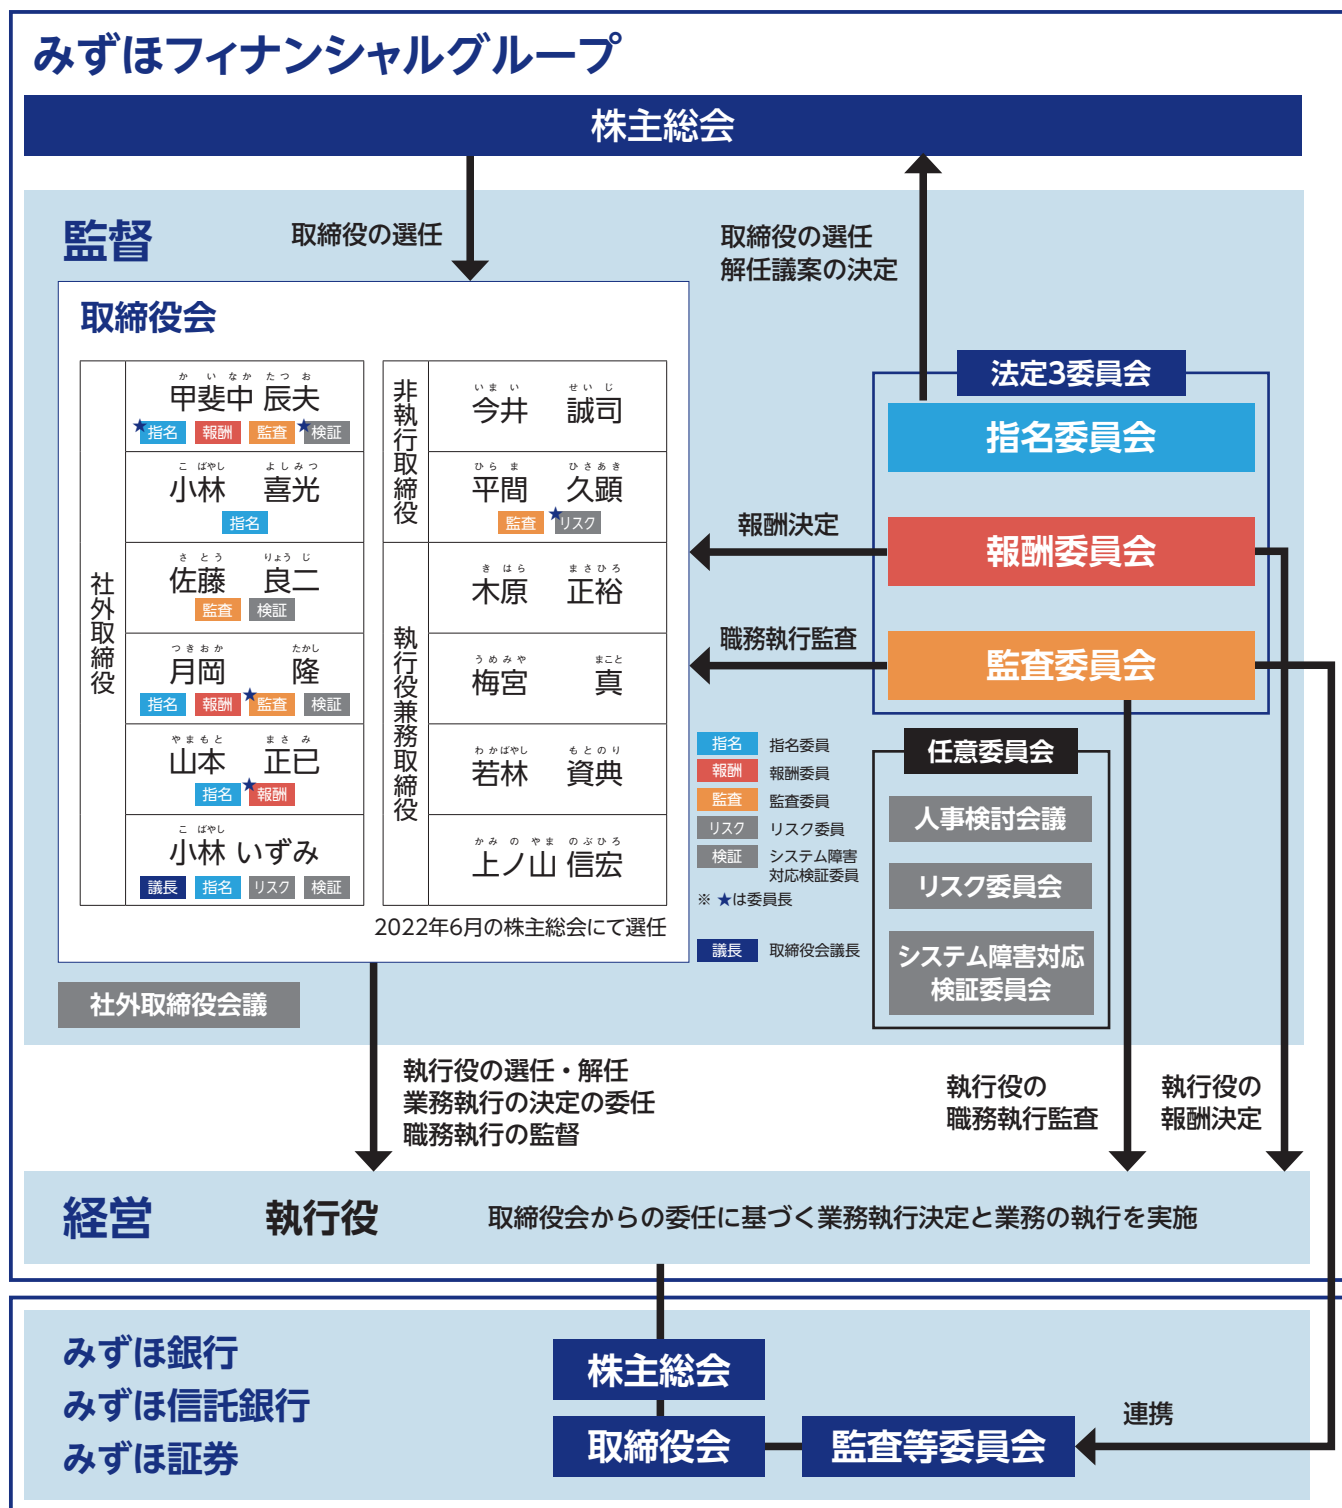 みずほフィナンシャルグループ
株主総会
監督
取締役の選任
取締役の選任
解任議案の決定
取締役会
社外取締役
かいなか たつお
甲斐中 辰夫
★指名 報酬 監査 ★検証
こばやし よしみつ
小林 喜光
指名
さとう りょうじ
佐藤 良二
監査 検証
つきおか たかし
月岡 隆
指名 報酬 ★監査 検証
やまもと まさみ
山本 正已
指名 ★報酬
こばやし
小林 いずみ
議長 指名 リスク 検証
非執行取締役
いまい せいじ
今井 誠司
ひらま ひさあき
平間 久顕
監査 ★リスク
執行役兼務取締役
きはら まさひろ
木原 正裕
うめみや まこと
梅宮 真
わかばやし もとのり
若林 資典
かみのやま のぶひろ
上ノ山 信宏
2022年6月の株主総会にて選任
社外取締役会議
法定3委員会
指名委員会
報酬決定
報酬委員会
職務執行監査
監査委員会
指名 指名委員
報酬 報酬委員
監査 監査委員
リスク リスク委員
検証 システム障害
対応検証委員
※ ★は委員長
議長 取締役会議長
任意委員会
人事検討会議
リスク委員会
システム障害対応
検証委員会
執行役の選任・解任
業務執行の決定の委任
職務執行の監督
執行役の
職務執行監査
執行役の
報酬決定
経営
執行役
取締役会からの委任に基づく業務執行決定と業務の執行を実施
みずほ銀行
みずほ信託銀行
みずほ証券
株主総会
取締役会
監査等委員会
連携